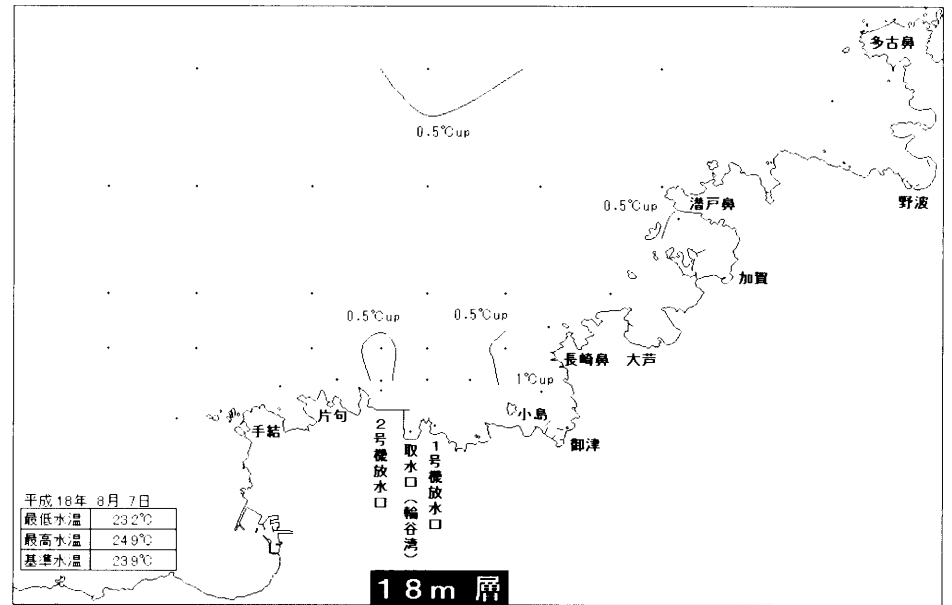 多古鼻
0.5℃up
野波
0.5℃up
潜戸鼻
加賀
0.5℃up
0.5℃up
長崎鼻
大芦
1℃up
小島
片句
手結
御津
2号機放水口
取水口(輪谷湾)
1号機放水口
平成18年 8月 7日
最低水温 23.2℃
最高水温 24.9℃
基準水温 23.9℃
18m 層